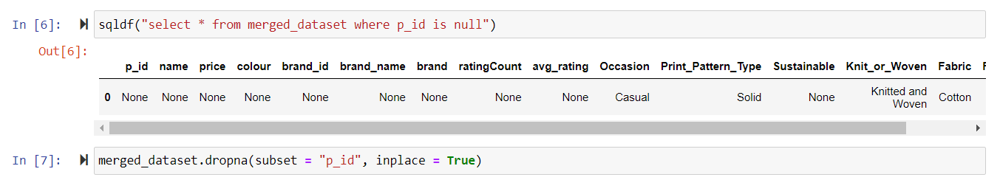 In [6]: sqldf("select * from merged_dataset where p_id is null")
Out[6]:
p_id name price colour brand_id brand_name brand ratingCount avg_rating Occasion Print_Pattern_Type Sustainable Knit_or_Woven Fabric F
0 None None None None None None None None None Casual Solid None Knitted and Cotton
Woven
In [7]: merged_dataset.dropna(subset = "p_id", inplace = True)